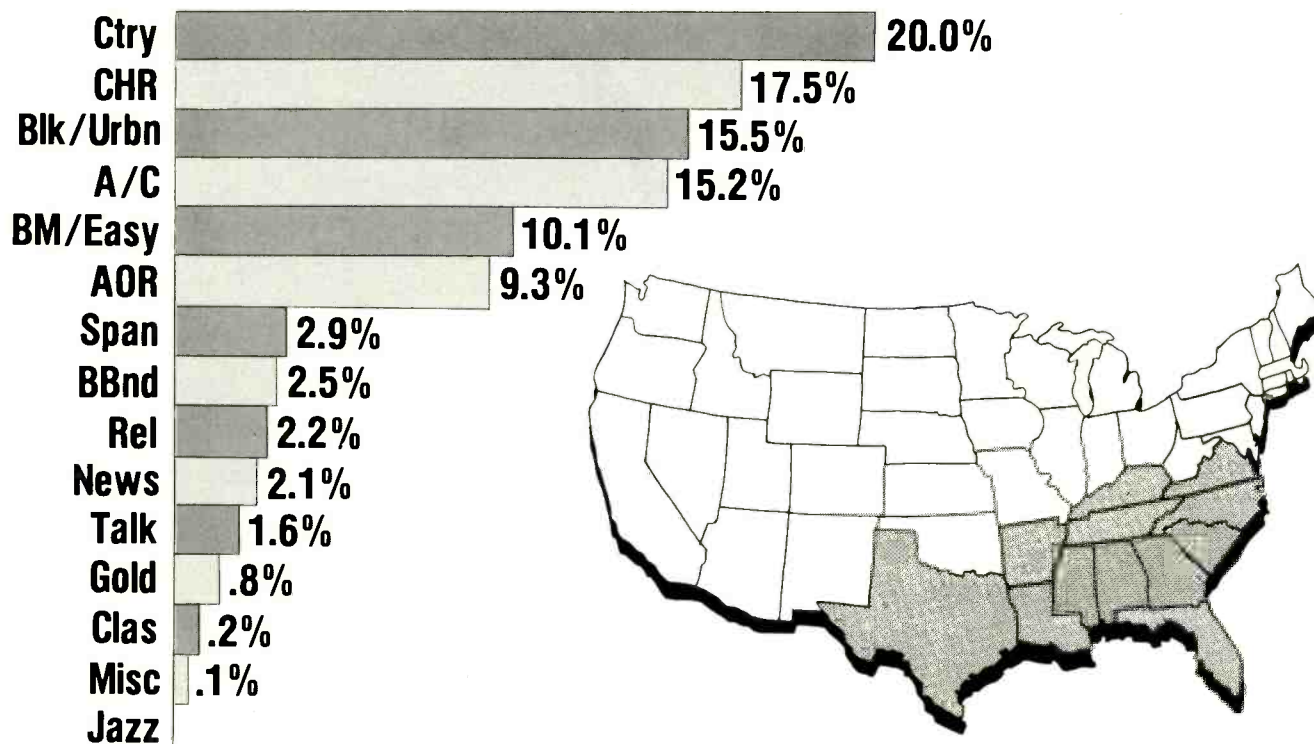 Ctry 20.0%
CHR 17.5%
Blk/Urbn 15.5%
A/C 15.2%
BM/Easy 10.1%
AOR 9.3%
Span 2.9%
BBnd 2.5%
Rel 2.2%
News 2.1%
Talk 1.6%
Gold .8%
Clas .2%
Misc .1%
Jazz